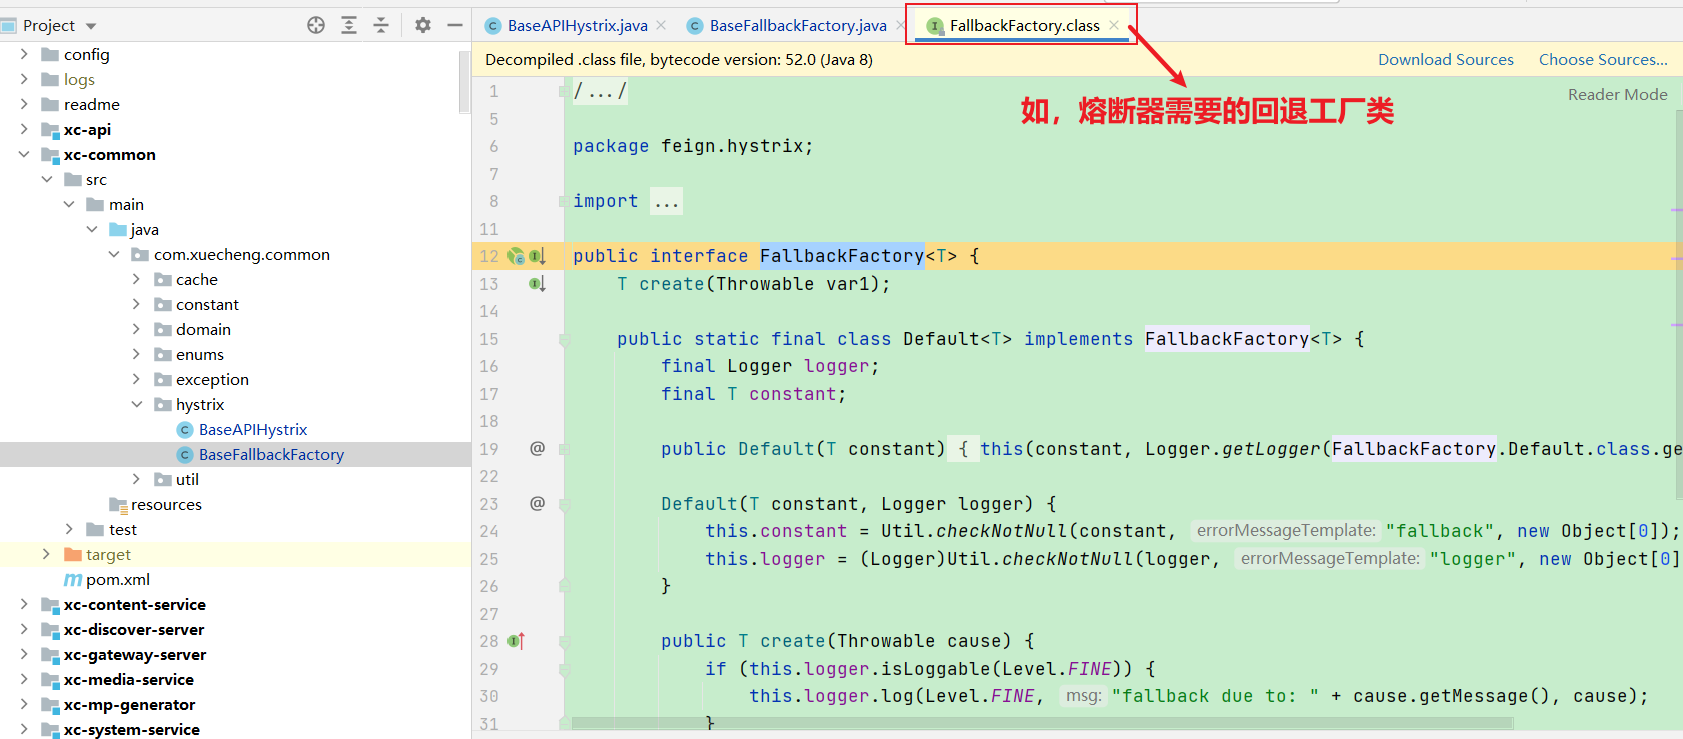 Project
config
logs
readme
xc-api
xc-common
src
main
java
com.xuecheng.common
cache
constant
domain
enums
exception
hystrix
BaseAPIHystrix
BaseFallbackFactory
util
resources
test
target
pom.xml
xc-content-service
xc-discover-server
xc-gateway-server
xc-media-service
xc-mp-generator
xc-system-service
BaseAPIHystrix.java BaseFallbackFactory.java FallbackFactory.class
Decompiled .class file, bytecode version: 52.0 (Java 8) Download Sources Choose Sources...
Reader Mode
如，熔断器需要的回退工厂类
1 /.../
5
6 package feign.hystrix;
7
8 import ...
11
12 public interface FallbackFactory<T> {
13 T create(Throwable var1);
14
15 public static final class Default<T> implements FallbackFactory<T> {
16 final Logger logger;
17 final T constant;
18
19 @ public Default(T constant) { this(constant, Logger.getLogger(FallbackFactory.Default.class.ge
22
23 @ Default(T constant, Logger logger) {
24 this.constant = Util.checkNotNull(constant, errorMessageTemplate: "fallback", new Object[0]);
25 this.logger = (Logger)Util.checkNotNull(logger, errorMessageTemplate: "logger", new Object[0]
26 }
27
28 public T create(Throwable cause) {
29 if (this.logger.isLoggable(Level.FINE)) {
30 this.logger.log(Level.FINE, msg: "fallback due to: " + cause.getMessage(), cause);
31 }